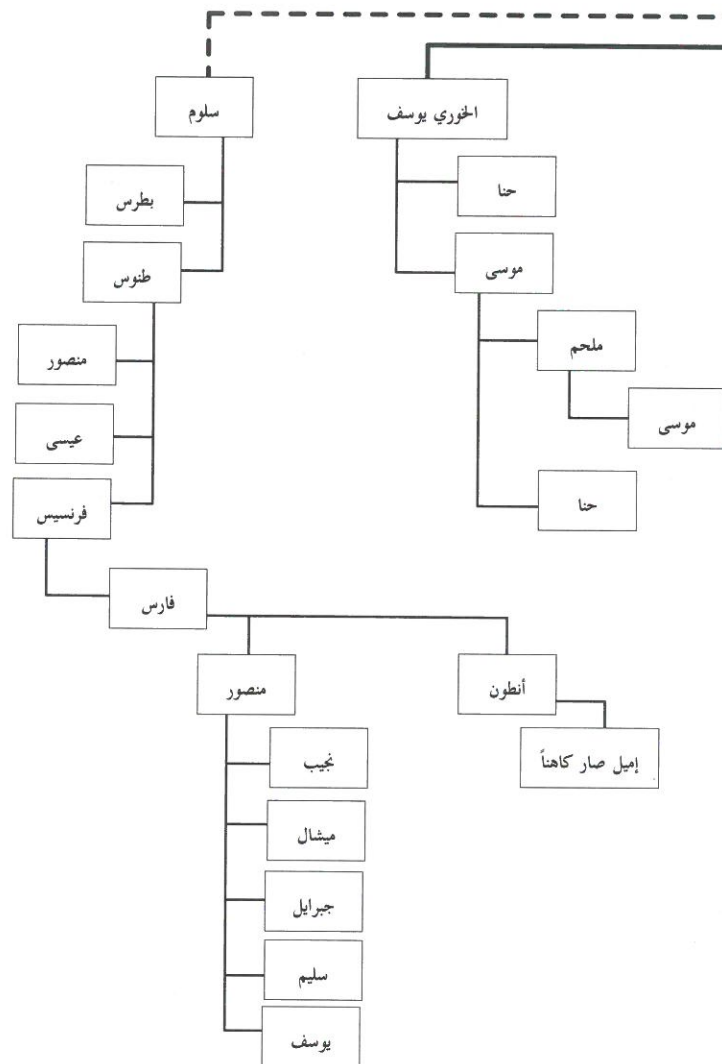 الخوري يوسف
حنا
موسى
ملحم
موسى
حنا
سلوم
بطرس
طنوس
منصور
عيسى
فرنسيس
فارس
أنطون
إميل صار كاهناً
منصور
نجيب
ميشال
جبرايل
سليم
يوسف